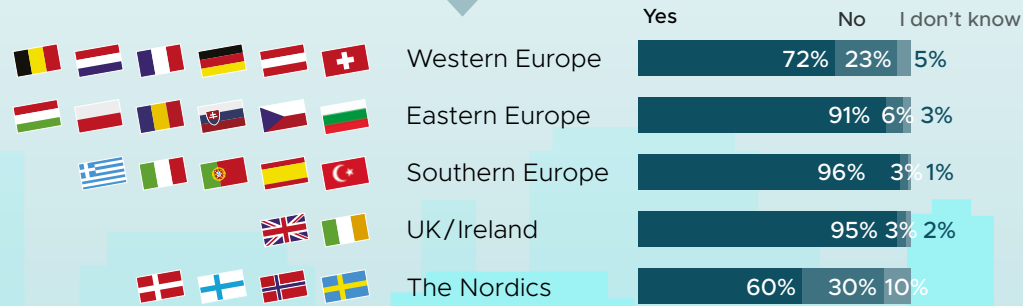 Yes No I don't know
Western Europe 72% 23% 5%
Eastern Europe 91% 6% 3%
Southern Europe 96% 3% 1%
UK/Ireland 95% 3% 2%
The Nordics 60% 30% 10%